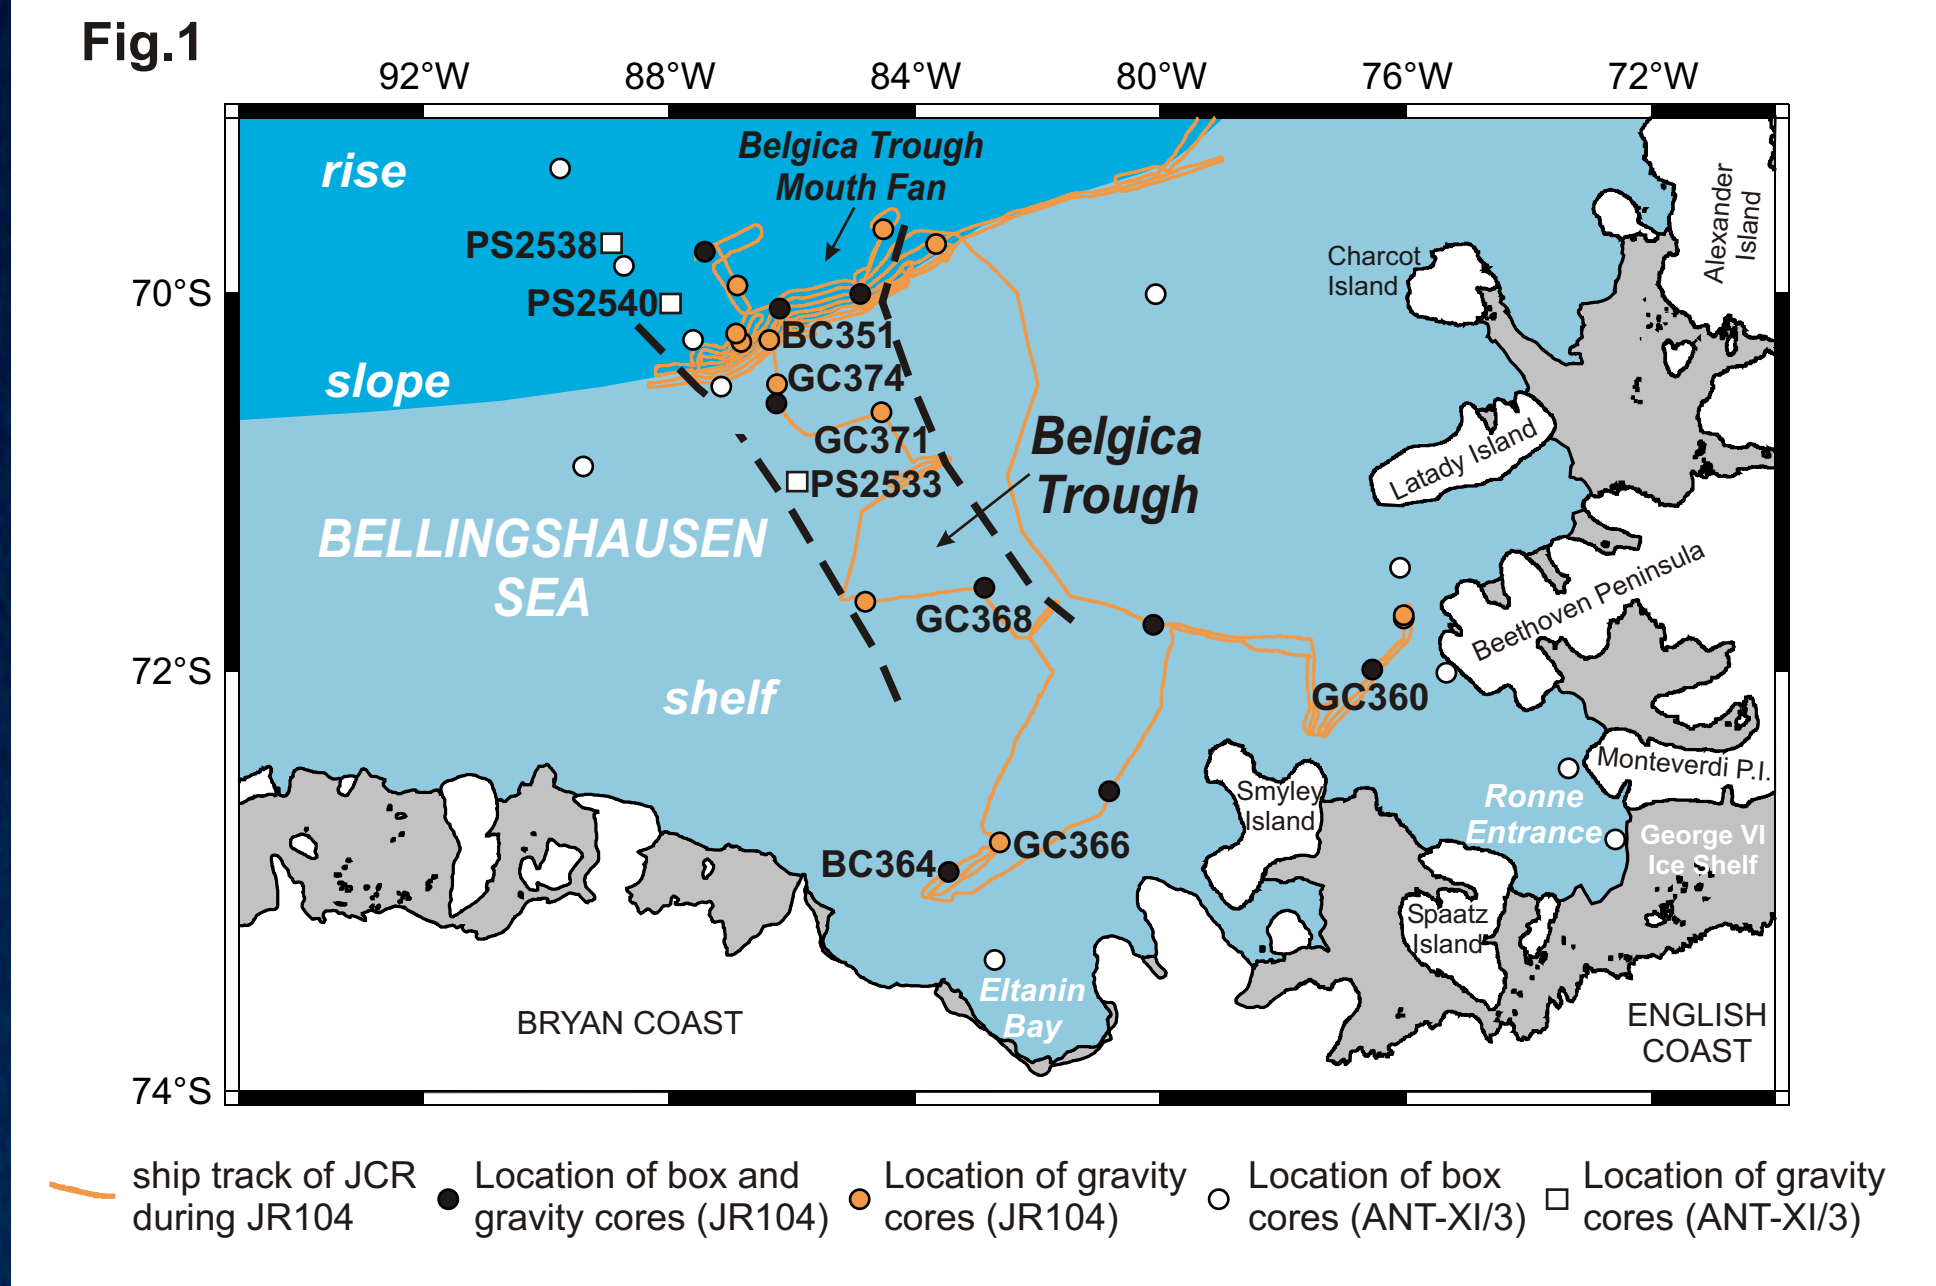 Fig.1
92°W 88°W 84°W 80°W 76°W 72°W
rise
Belgica Trough
Mouth Fan
Alexander
Island
PS2538
Charcot
Island
70°S
PS2540
BC351
slope
GC374
GC371
Belgica
Trough
Latady Island
PS2533
BELLINGSHAUSEN
SEA
Beethoven Peninsula
GC368
72°S
shelf
GC360
Monteverdi P.I.
Smyley
Island
Ronne
Entrance
George VI
Ice Shelf
GC366
BC364
Spaatz
Island
Eltanin
Bay
BRYAN COAST
ENGLISH
COAST
74°S
ship track of JCR
during JR104
Location of box and
gravity cores (JR104)
Location of gravity
cores (JR104)
Location of box
cores (ANT-XI/3)
Location of gravity
cores (ANT-XI/3)